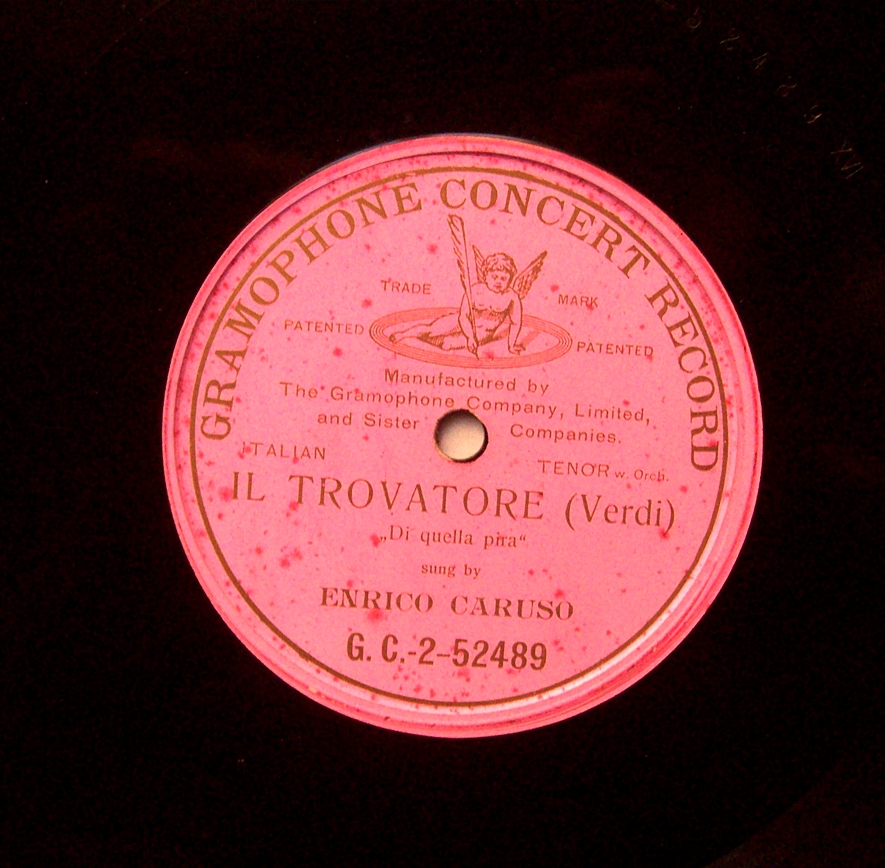 GRAMOPHONE CONCERT RECORD
TRADE MARK
PATENTED PATENTED
Manufactured by
The Gramophone Company, Limited,
and Sister Companies.
ITALIAN TENOR w. Orch.
IL TROVATORE (Verdi)
„Di quella pira“
sung by
ENRICO CARUSO
G. C.-2-52489